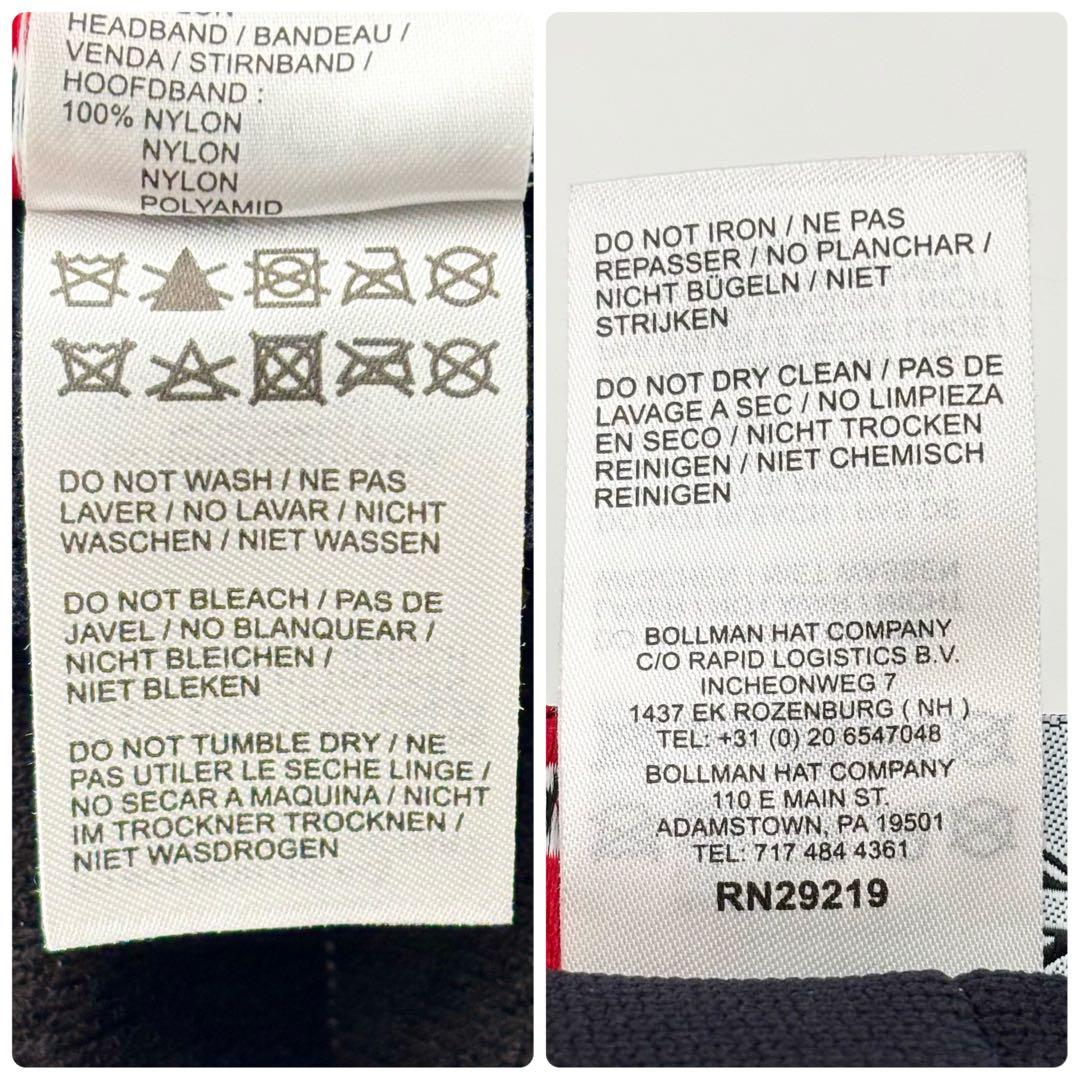 HEADBAND / BANDEAU /
VENDA / STIRNBAND /
HOOFDBAND :
100% NYLON
NYLON
NYLON
POLYAMID
DO NOT WASH / NE PAS
LAVER / NO LAVAR / NICHT
WASCHEN / NIET WASSEN
DO NOT BLEACH / PAS DE
JAVEL / NO BLANQUEAR /
NICHT BLEICHEN /
NIET BLEKEN
DO NOT TUMBLE DRY / NE
PAS UTILER LE SECHE LINGE /
NO SECAR A MAQUINA / NICHT
IM TROCKNER TROCKNEN /
NIET WASDROGEN
DO NOT IRON / NE PAS
REPASSER / NO PLANCHAR /
NICHT BÜGELN / NIET
STRIJKEN
DO NOT DRY CLEAN / PAS DE
LAVAGE A SEC / NO LIMPIEZA
EN SECO / NICHT TROCKEN
REINIGEN / NIET CHEMISCH
REINIGEN
BOLLMAN HAT COMPANY
C/O RAPID LOGISTICS B.V.
INCHEONWEG 7
1437 EK ROZENBURG ( NH )
TEL: +31 (0) 20 6547048
BOLLMAN HAT COMPANY
110 E MAIN ST.
ADAMSTOWN, PA 19501
TEL: 717 484 4361
RN29219